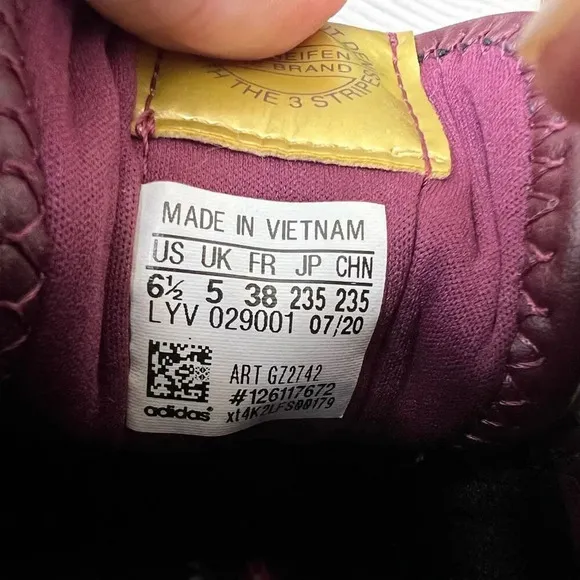 BRAND
THE 3 STRIPES
MADE IN VIETNAM
US UK FR JP CHN
6½ 5 38 235 235
LYV 029001 07/20
ART GZ2742
#126117672
xt4K2LFS00179
adidas